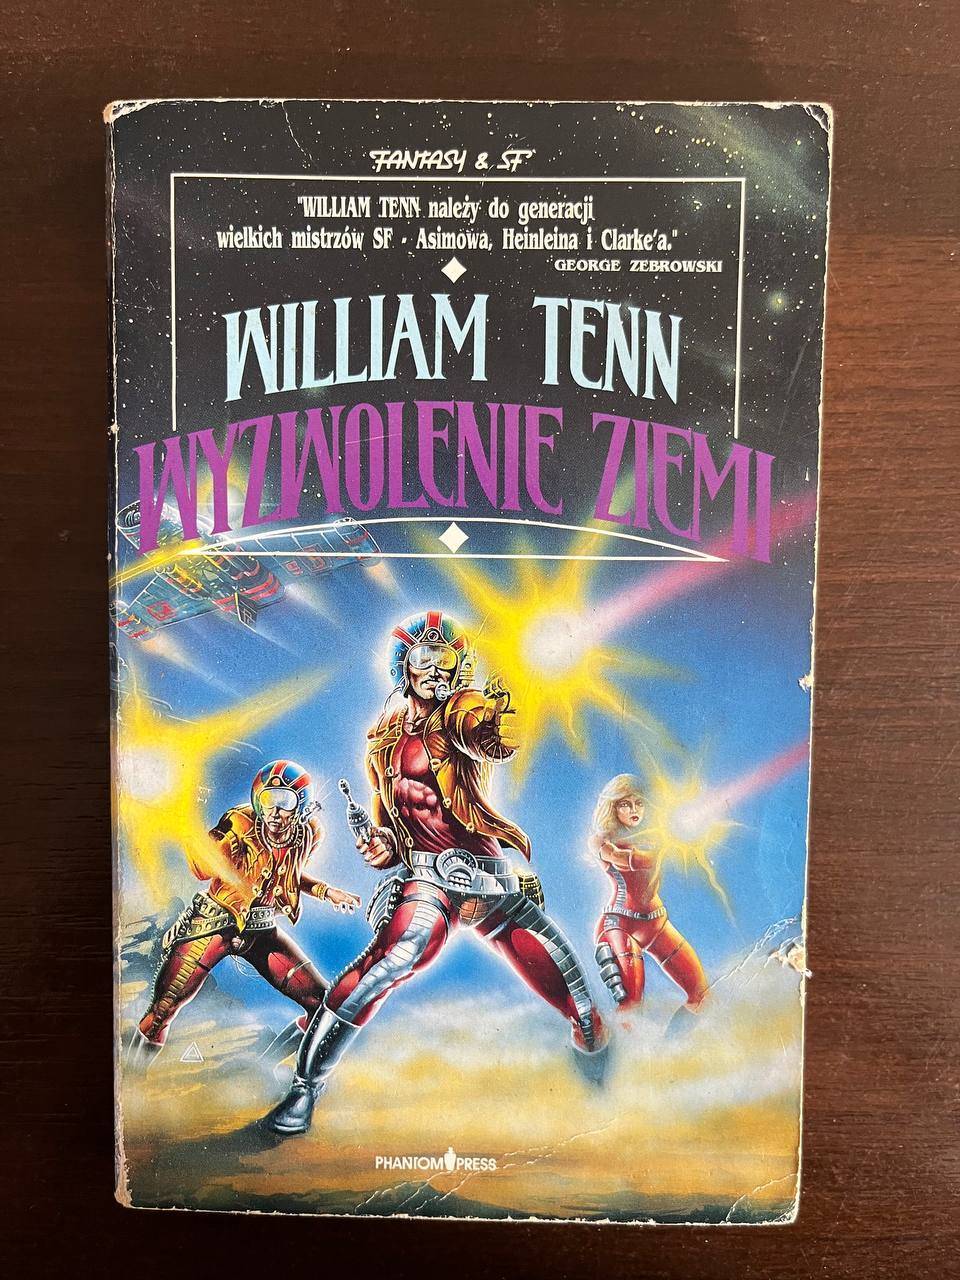 FANTASY & SF
"WILLIAM TENN należy do generacji
wielkich mistrzów SF - Asimowa, Heinleina i Clarke'a."
GEORGE ZEBROWSKI
WILLIAM TENN
WYZWOLENIE ZIEMI
PHANTOM PRESS